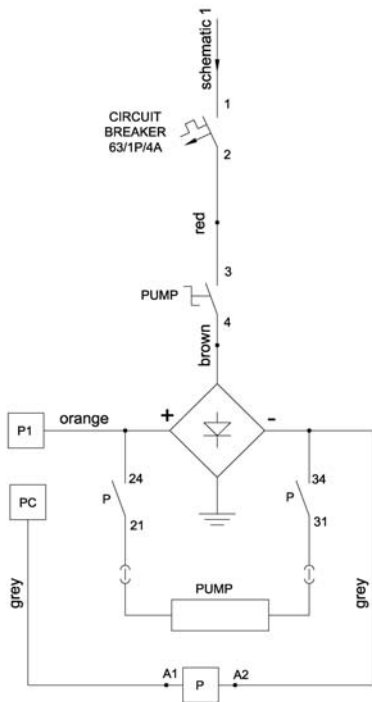 schematic 1
1
CIRCUIT
BREAKER
63/1P/4A
2
red
3
PUMP
4
brown
orange
+
-
P1
24
34
P
P
PC
21
31
PUMP
grey
grey
A1
P
A2